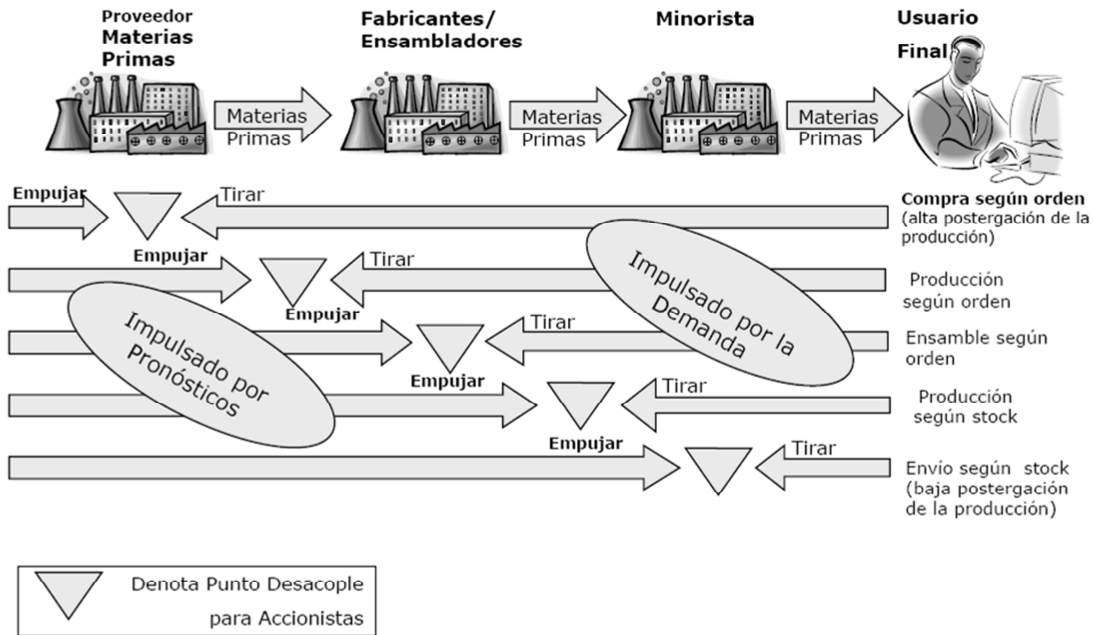 Proveedor
Materias
Primas
Fabricantes/
Ensambladores
Minorista
Usuario
Final
Materias
Primas
Materias
Primas
Materias
Primas
Empujar
Tirar
Compra según orden
(alta postergación de la
producción)
Empujar
Tirar
Producción
según orden
Empujar
Tirar
Ensamble según
orden
Empujar
Tirar
Producción
según stock
Empujar
Tirar
Envío según stock
(baja postergación
de la producción)
Impulsado por
Pronósticos
Impulsado por la
Demanda
Denota Punto Desacople
para Accionistas